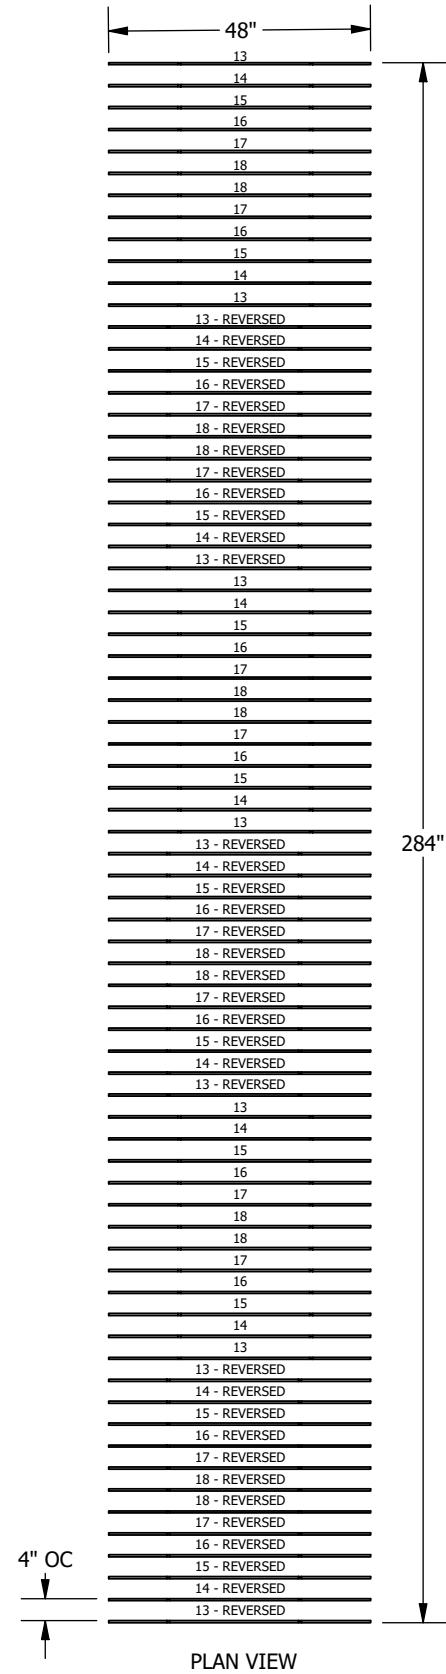 48"
13
14
15
16
17
18
18
17
16
15
14
13
13 - REVERSED
14 - REVERSED
15 - REVERSED
16 - REVERSED
17 - REVERSED
18 - REVERSED
18 - REVERSED
17 - REVERSED
16 - REVERSED
15 - REVERSED
14 - REVERSED
13 - REVERSED
13
14
15
16
17
18
18
17
16
15
14
13
13 - REVERSED
284"
14 - REVERSED
15 - REVERSED
16 - REVERSED
17 - REVERSED
18 - REVERSED
18 - REVERSED
17 - REVERSED
16 - REVERSED
15 - REVERSED
14 - REVERSED
13 - REVERSED
13
14
15
16
17
18
18
17
16
15
14
13
13 - REVERSED
14 - REVERSED
15 - REVERSED
16 - REVERSED
17 - REVERSED
18 - REVERSED
18 - REVERSED
17 - REVERSED
16 - REVERSED
4" OC
15 - REVERSED
14 - REVERSED
13 - REVERSED
PLAN VIEW